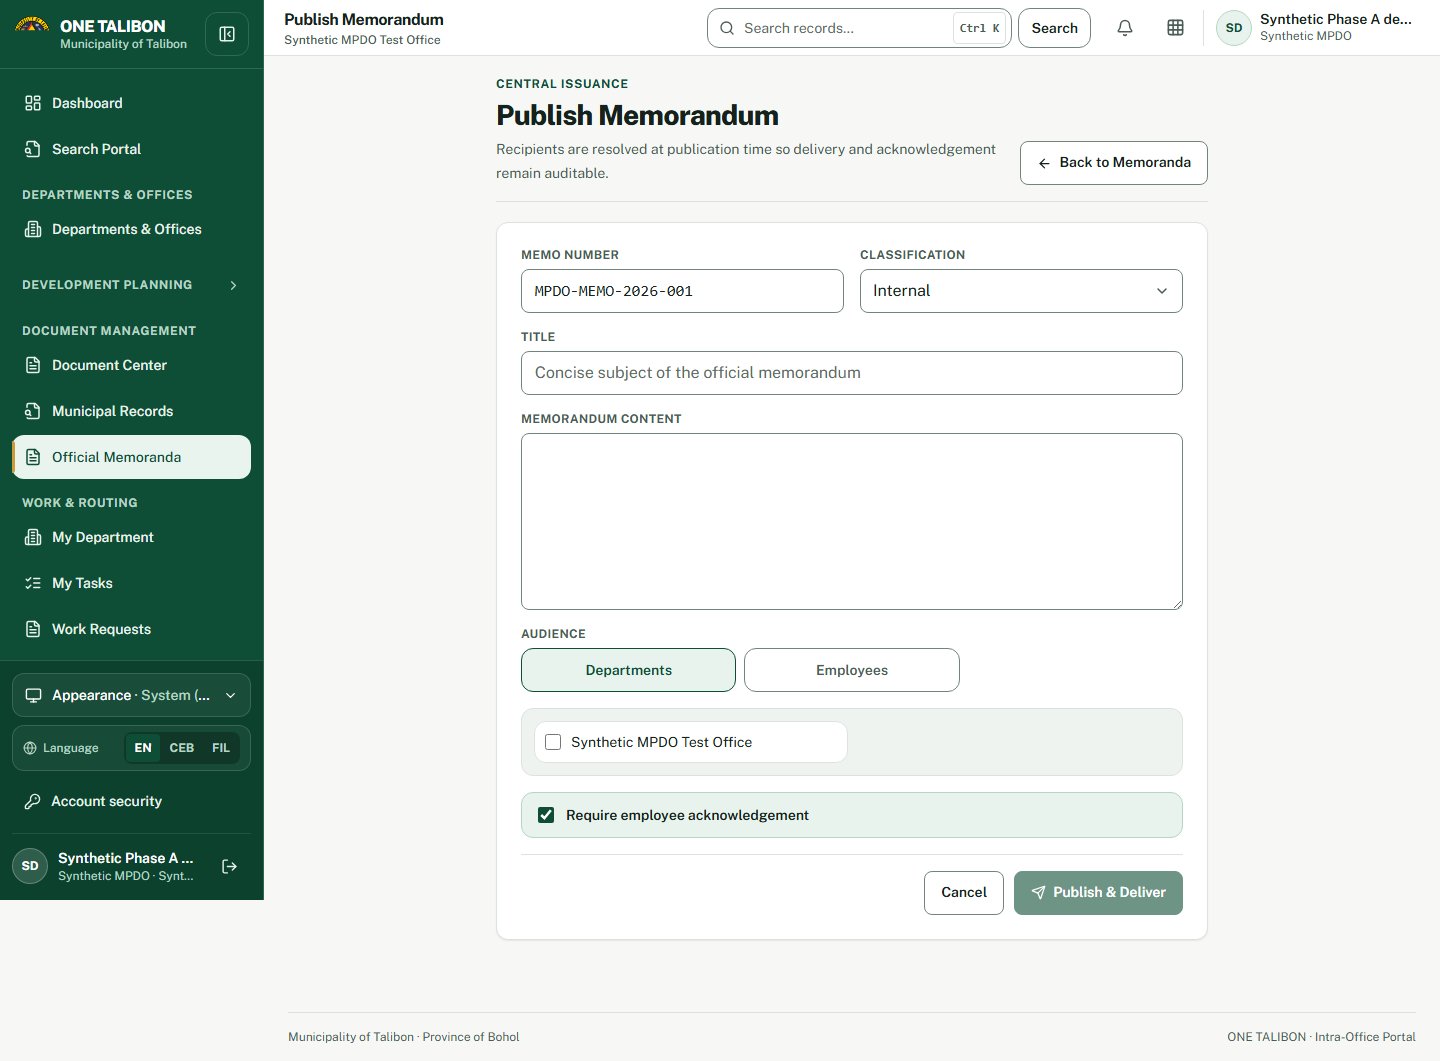 ONE TALIBON
Municipality of Talibon
Dashboard
Search Portal
DEPARTMENTS & OFFICES
Departments & Offices
DEVELOPMENT PLANNING
DOCUMENT MANAGEMENT
Document Center
Municipal Records
Official Memoranda
WORK & ROUTING
My Department
My Tasks
Work Requests
Appearance · System (...
Language EN CEB FIL
Account security
SD Synthetic Phase A ...
Synthetic MPDO · Synt...
Publish Memorandum
Synthetic MPDO Test Office
Search records... Ctrl K Search
SD Synthetic Phase A de...
Synthetic MPDO
CENTRAL ISSUANCE
Publish Memorandum
Recipients are resolved at publication time so delivery and acknowledgement
remain auditable.
Back to Memoranda
MEMO NUMBER CLASSIFICATION
MPDO-MEMO-2026-001 Internal
TITLE
Concise subject of the official memorandum
MEMORANDUM CONTENT
AUDIENCE
Departments Employees
Synthetic MPDO Test Office
Require employee acknowledgement
Cancel Publish & Deliver
Municipality of Talibon · Province of Bohol ONE TALIBON · Intra-Office Portal